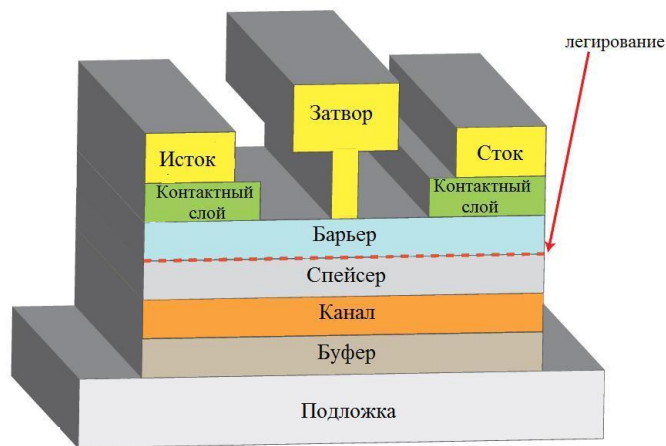 легирование
Затвор
Исток
Сток
Контактный
слой
Контактный
слой
Барьер
Спейсер
Канал
Буфер
Подложка